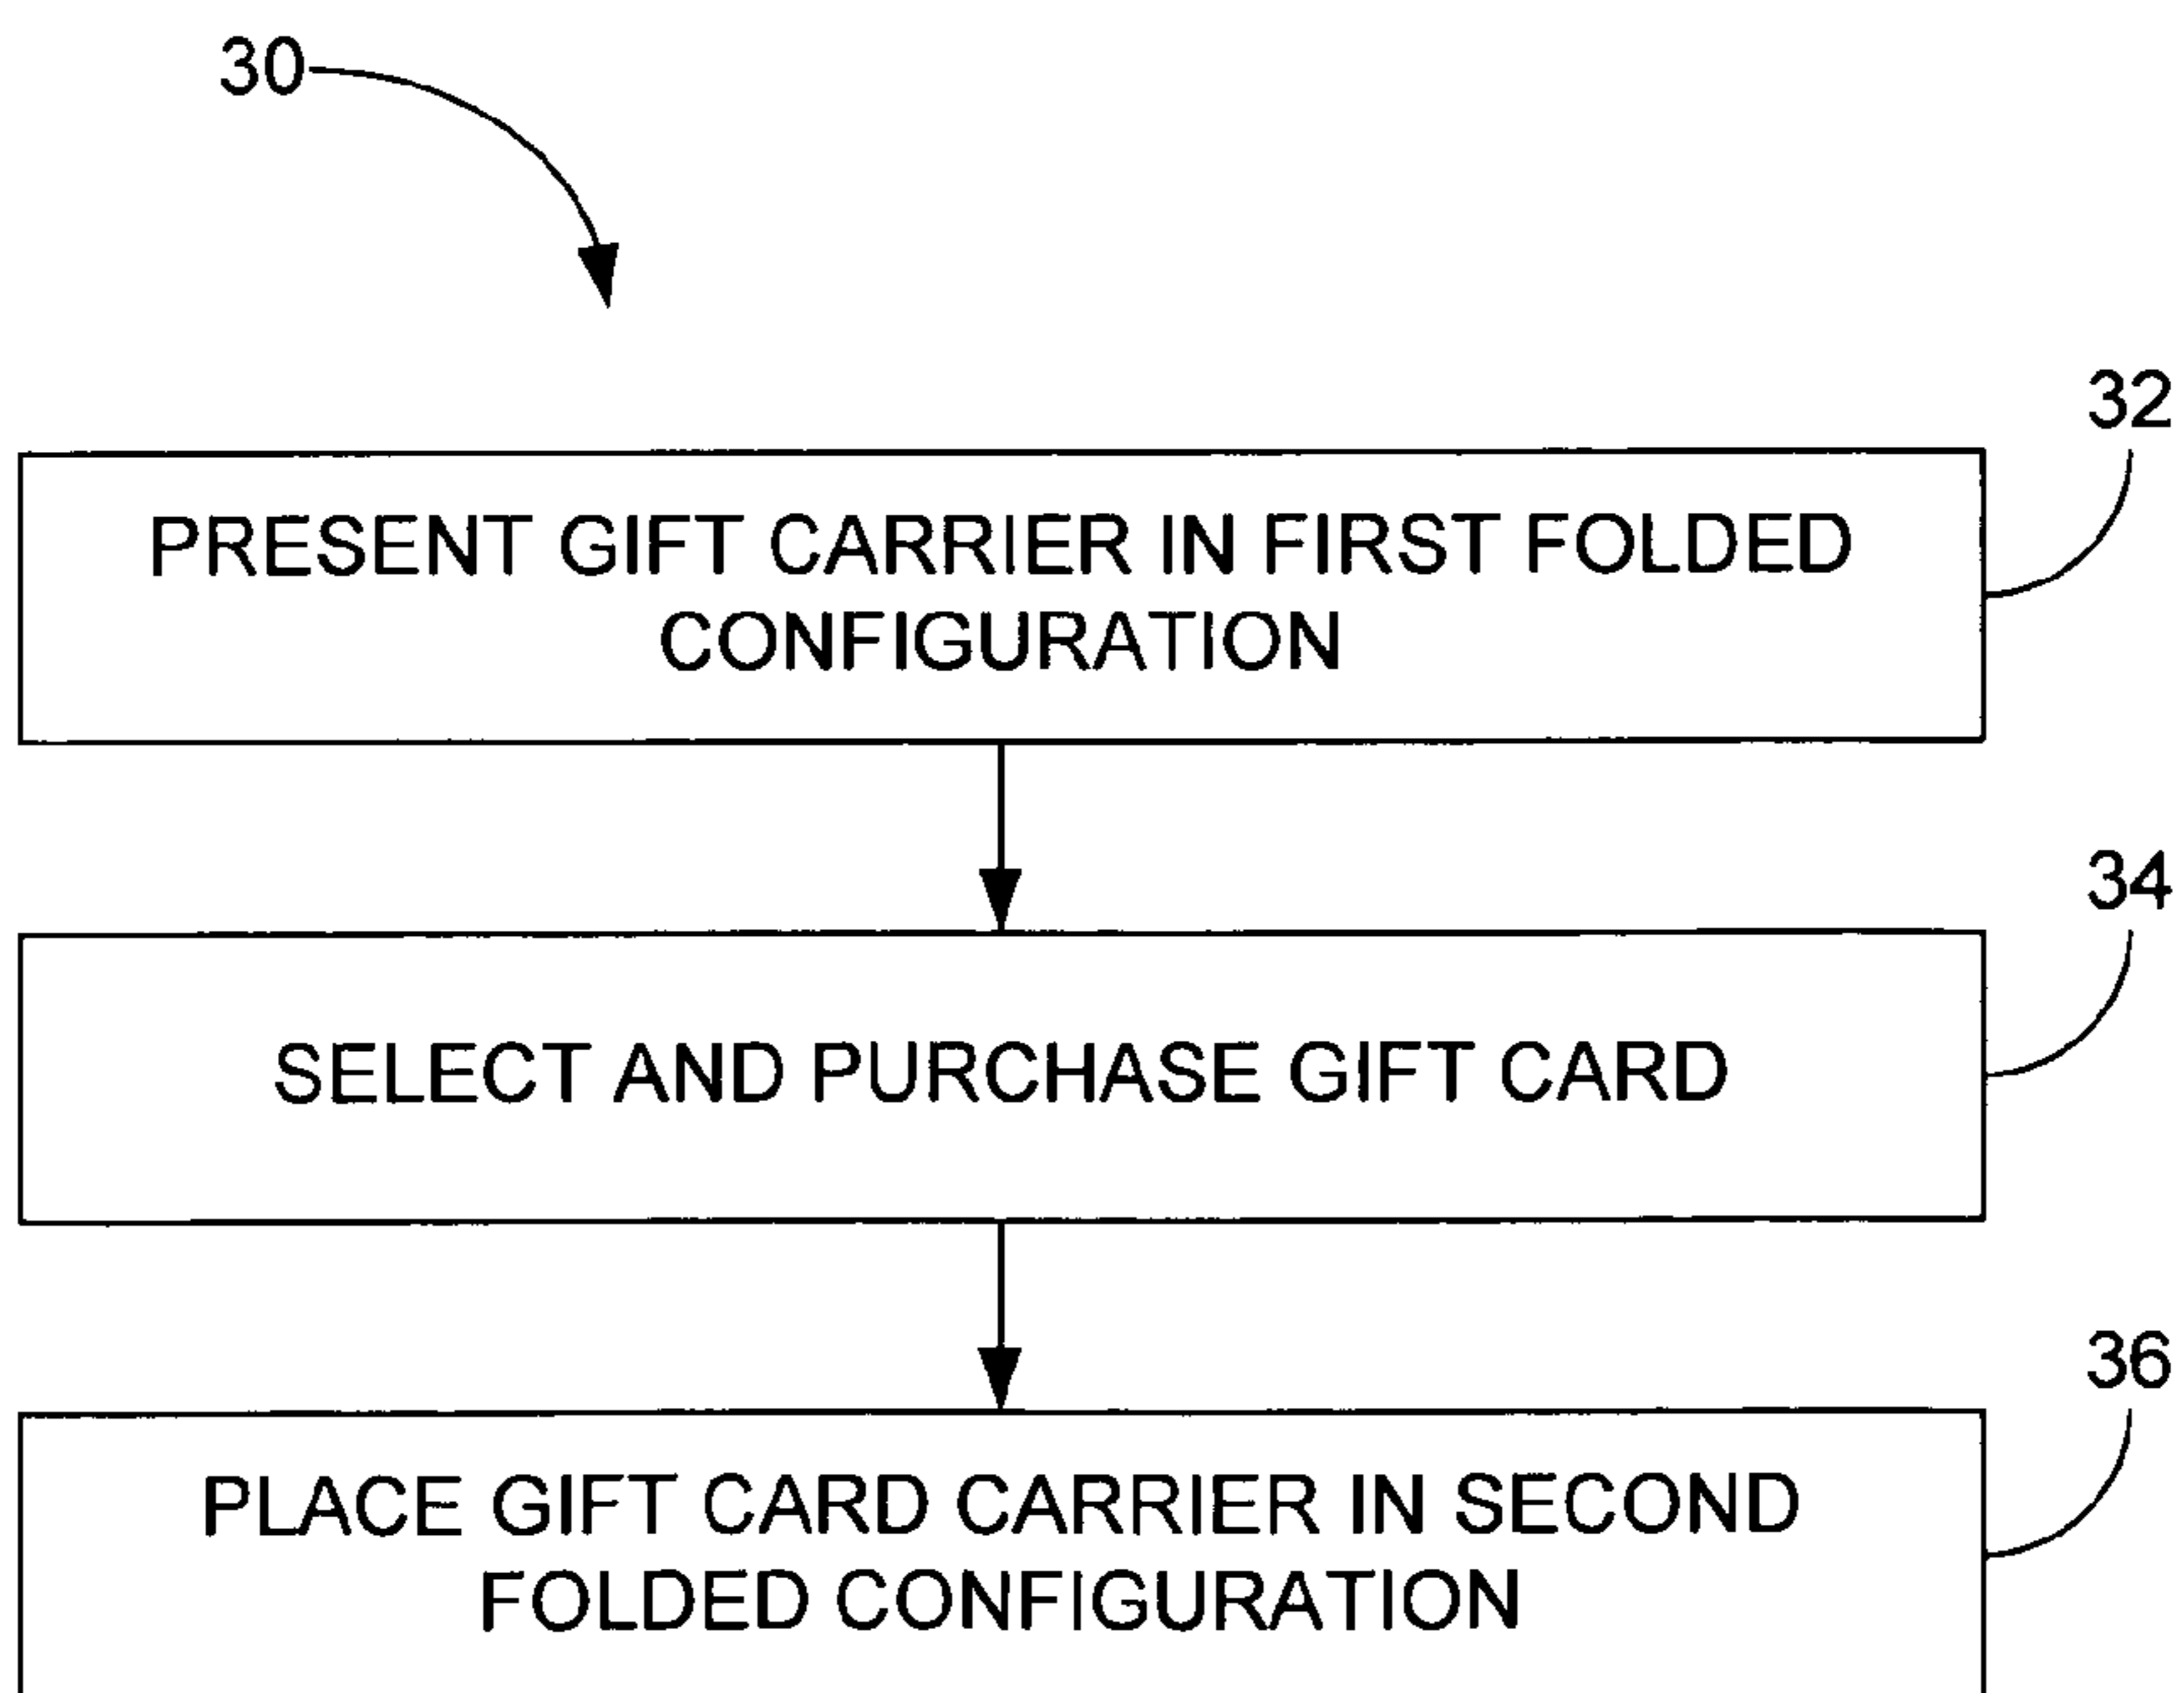 30
32
PRESENT GIFT CARRIER IN FIRST FOLDED
CONFIGURATION
34
SELECT AND PURCHASE GIFT CARD
36
PLACE GIFT CARD CARRIER IN SECOND
FOLDED CONFIGURATION